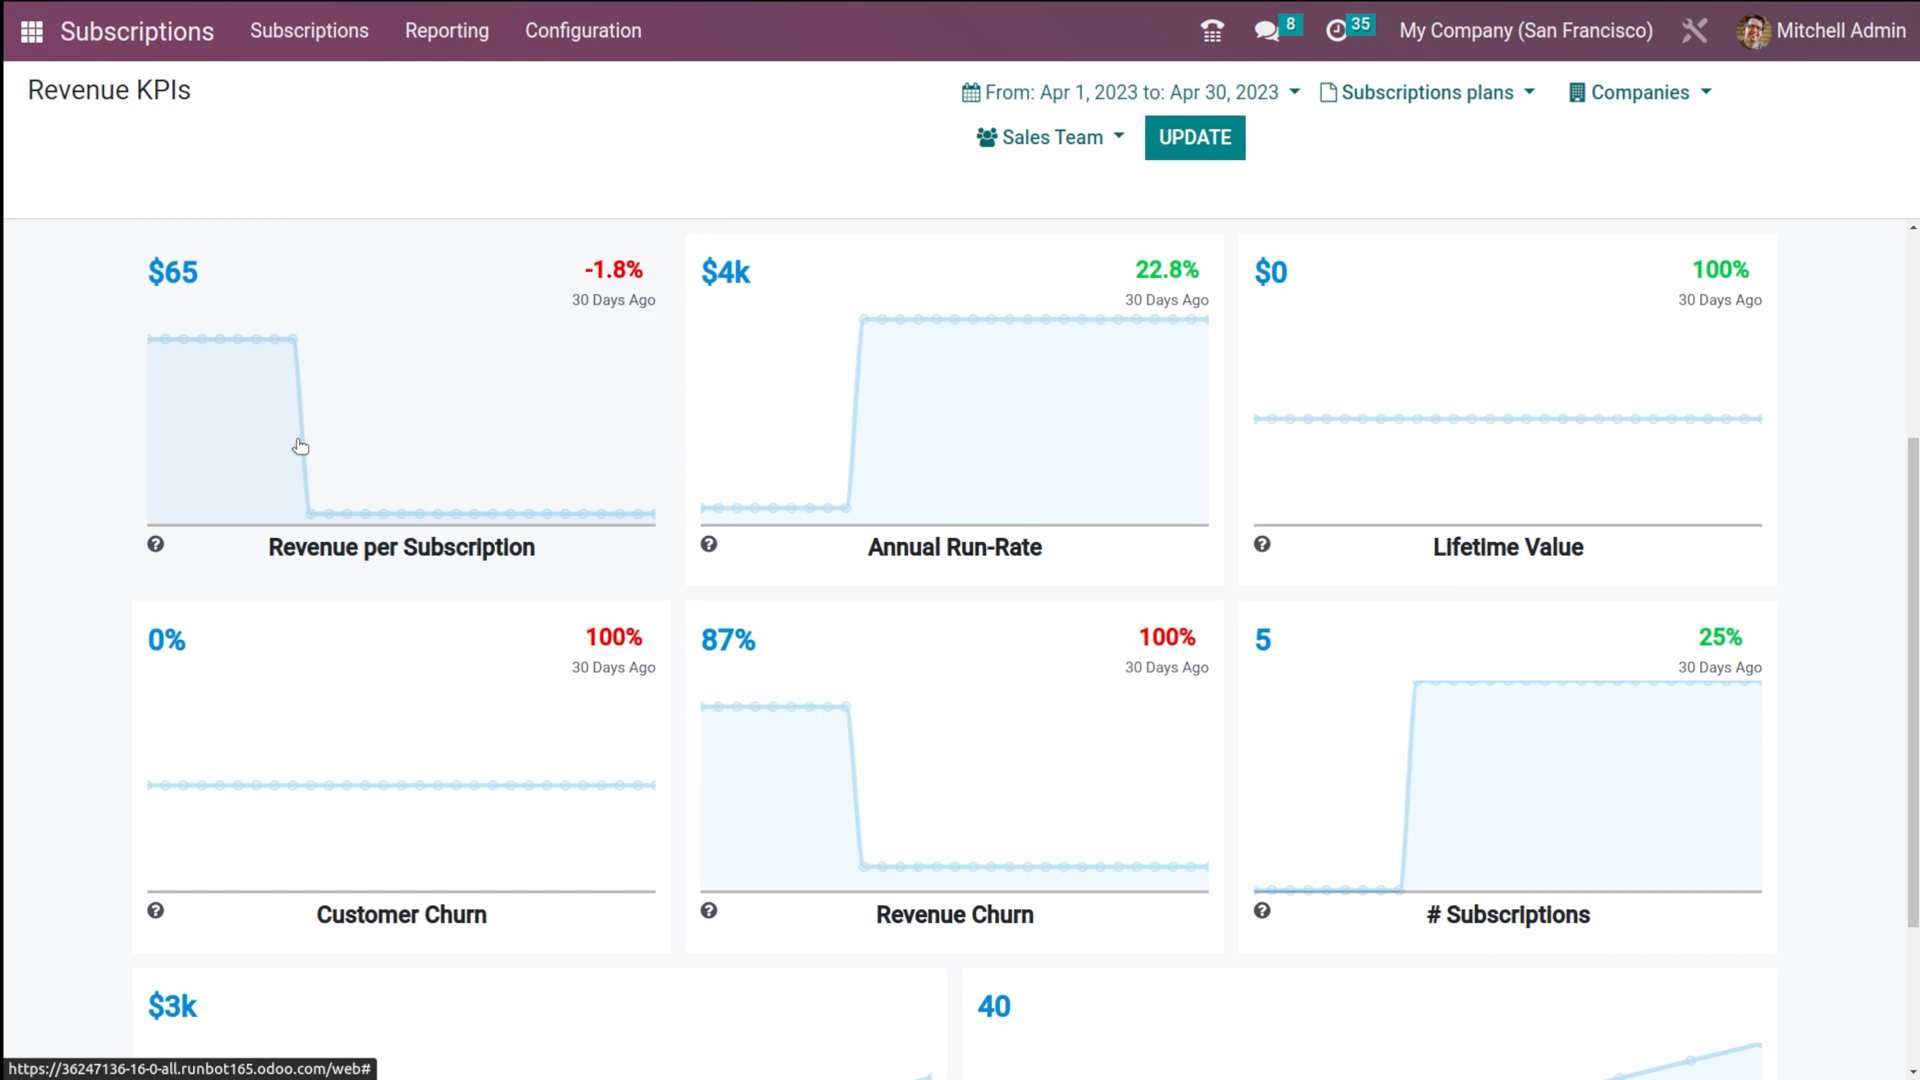 Subscriptions Subscriptions Reporting Configuration 8 35 My Company (San Francisco) Mitchell Admin
Revenue KPIs
From: Apr 1, 2023 to: Apr 30, 2023 Subscriptions plans Companies
Sales Team UPDATE
$65 -1.8% $4k 22.8% $0 100%
30 Days Ago 30 Days Ago 30 Days Ago
Revenue per Subscription Annual Run-Rate Lifetime Value
0% 100% 87% 100% 5 25%
30 Days Ago 30 Days Ago 30 Days Ago
Customer Churn Revenue Churn # Subscriptions
$3k 40
https://36247136-16-0-all.runbot165.odoo.com/web#